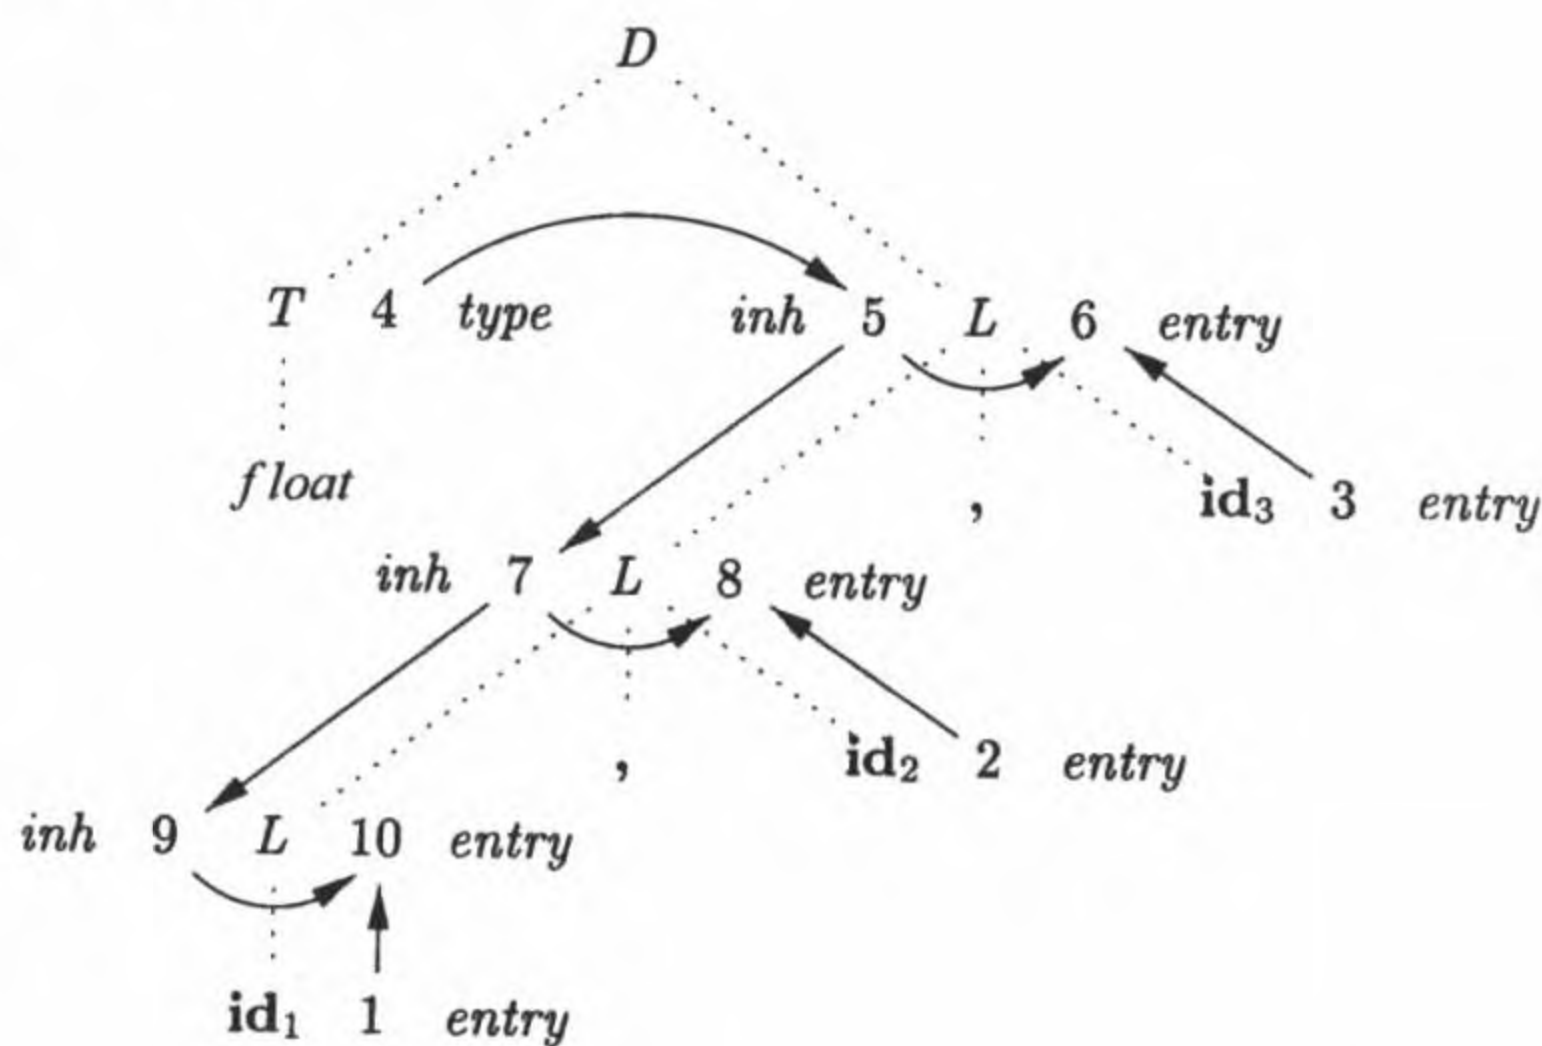 D
T 4 type inh 5 L 6 entry
float , id₃ 3 entry
inh 7 L 8 entry
, id₂ 2 entry
inh 9 L 10 entry
id₁ 1 entry